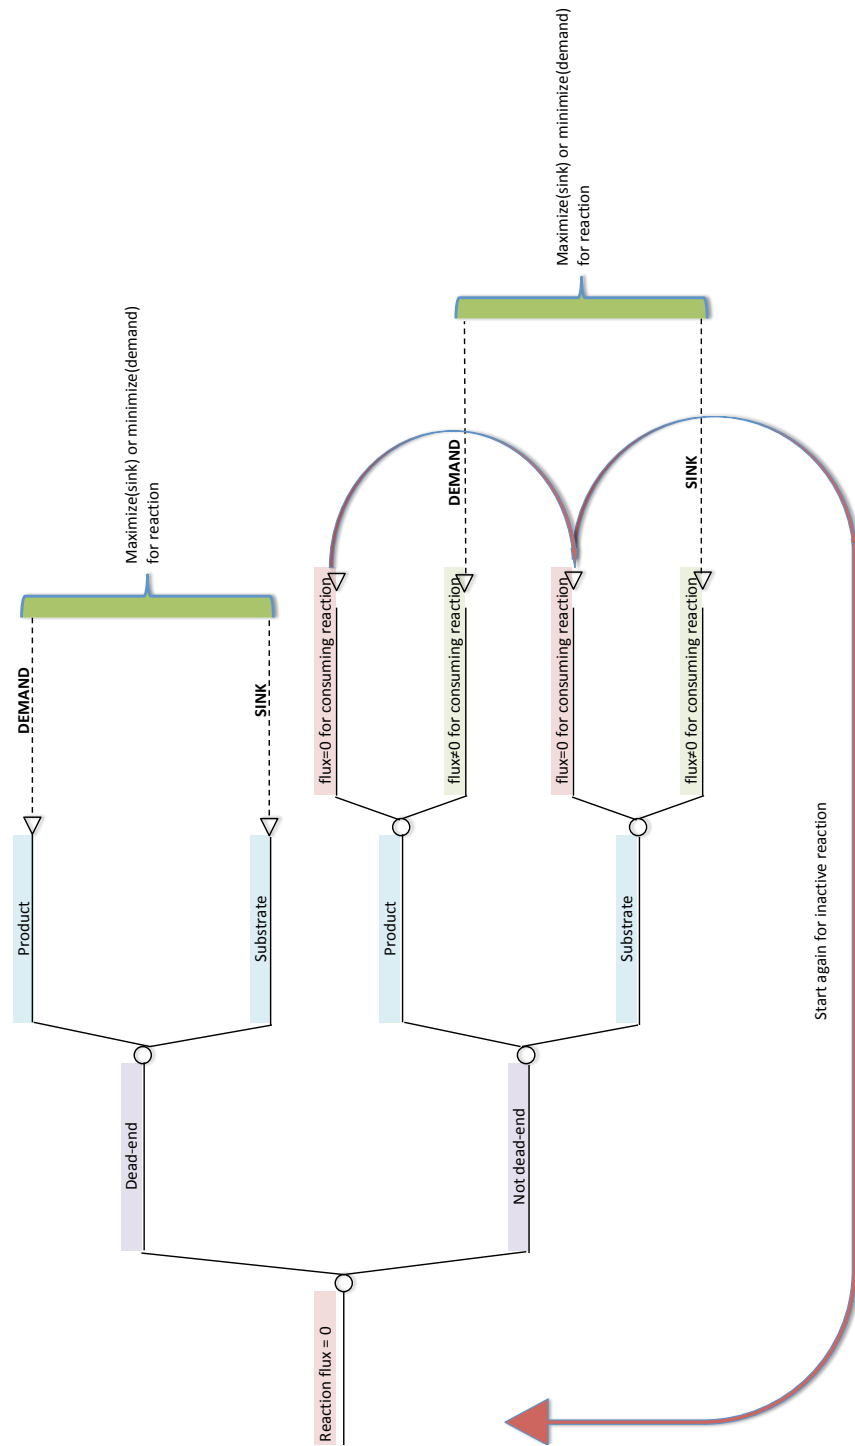 Reaction flux = 0
Dead-end
Not dead-end
Product
Substrate
Product
Substrate
DEMAND
SINK
flux=0 for consuming reaction
flux≠0 for consuming reaction
flux=0 for consuming reaction
flux≠0 for consuming reaction
DEMAND
SINK
Maximize(sink) or minimize(demand)
for reaction
Maximize(sink) or minimize(demand)
for reaction
Start again for inactive reaction